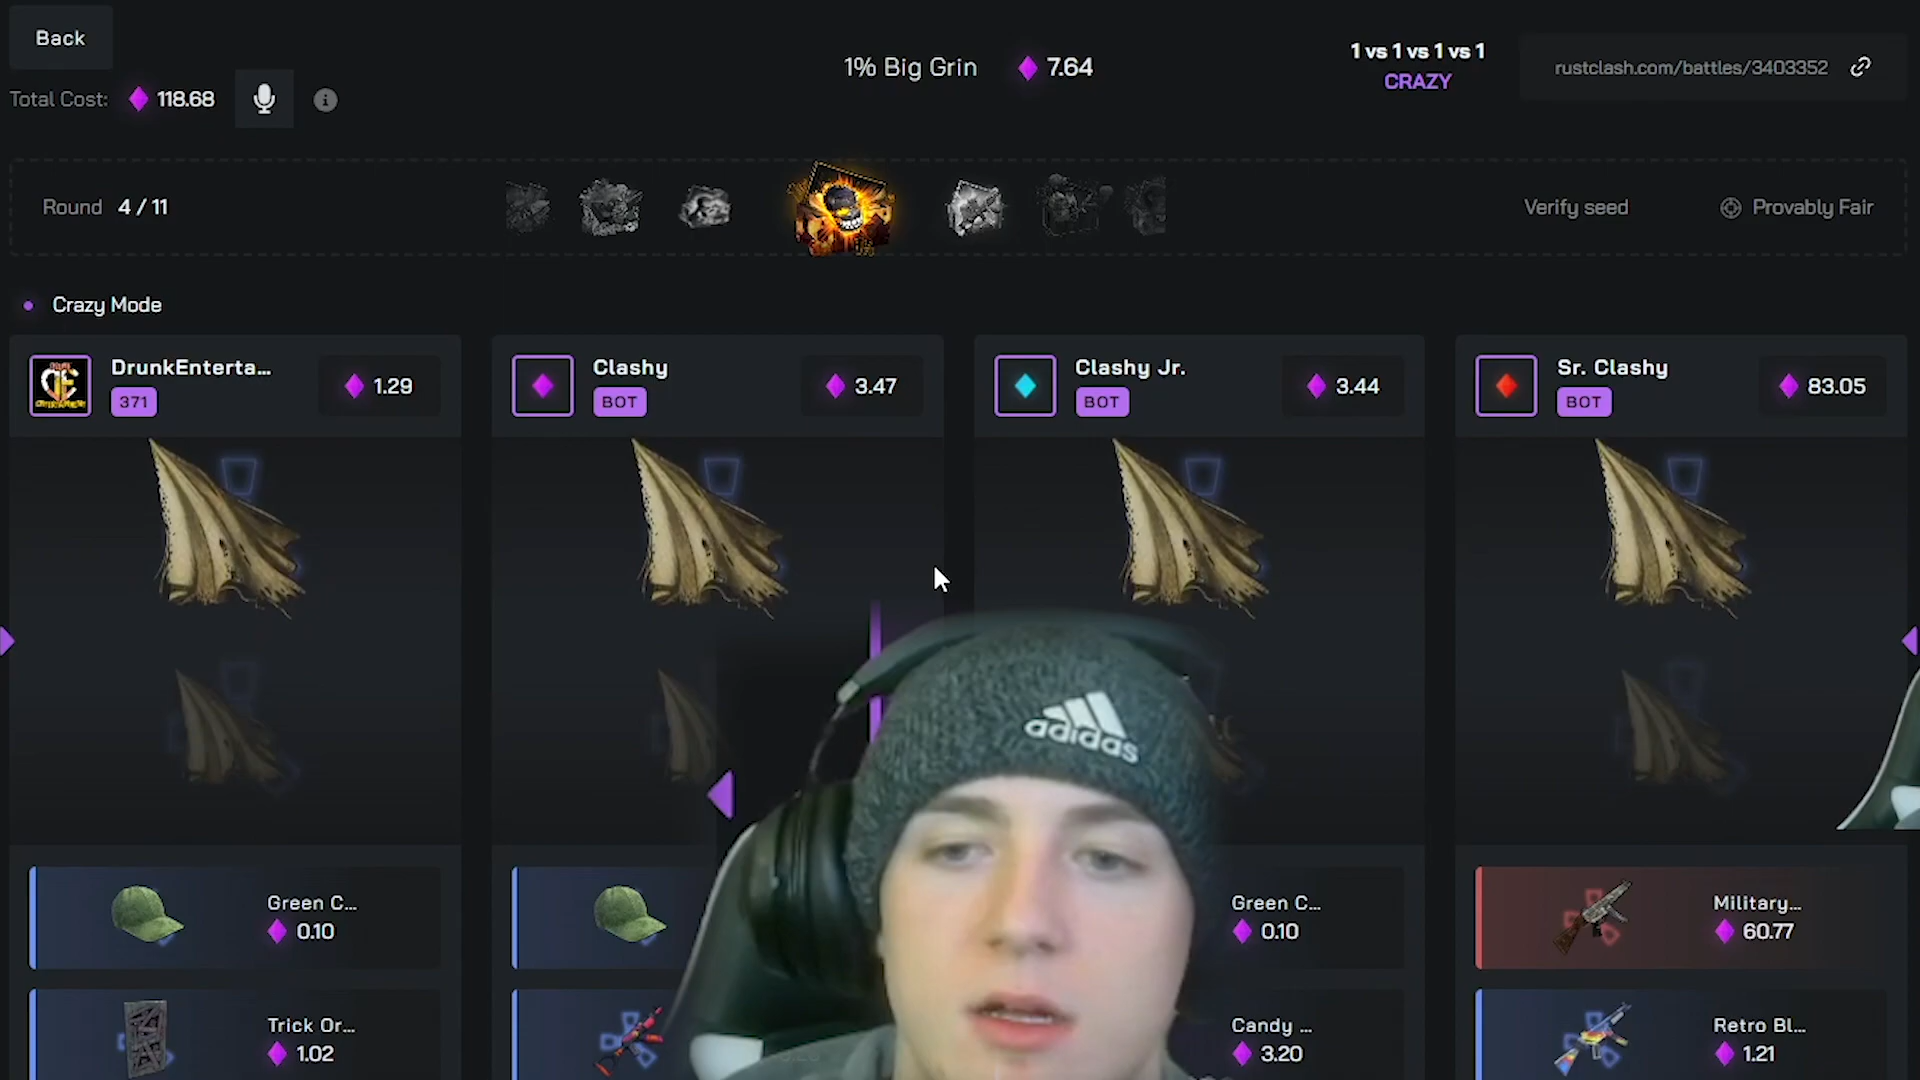 Back
Total Cost: 118.68
1% Big Grin 7.64
1 vs 1 vs 1 vs 1
CRAZY
rustclash.com/battles/3403352
Round 4 / 11
Verify seed
Provably Fair
Crazy Mode
DrunkEnterta...
371
1.29
Clashy
BOT
3.47
Clashy Jr.
BOT
3.44
Sr. Clashy
BOT
83.05
adidas
Green C...
0.10
Green C...
0.10
Military...
60.77
Trick Or...
1.02
Candy ...
3.20
Retro Bl...
1.21